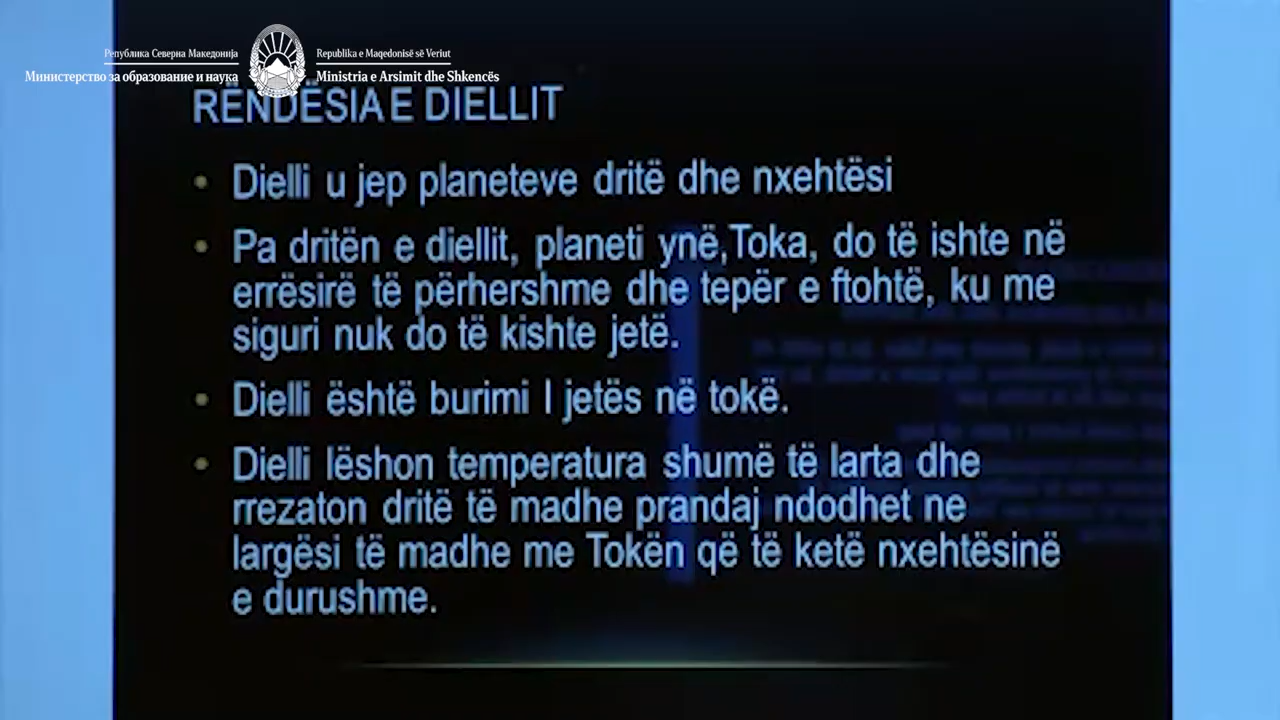 Република Северна Македонија
Министерство за образование и наука
Republika e Maqedonisë së Veriut
Ministria e Arsimit dhe Shkencës
RËNDËSIA E DIELLIT
• Dielli u jep planeteve dritë dhe nxehtësi
• Pa dritën e diellit, planeti ynë,Toka, do të ishte në
errësirë të përhershme dhe tepër e ftohtë, ku me
siguri nuk do të kishte jetë.
• Dielli është burimi I jetës në tokë.
• Dielli lëshon temperatura shumë të larta dhe
rrezaton dritë të madhe prandaj ndodhet ne
largësi të madhe me Tokën që të ketë nxehtësinë
e durushme.